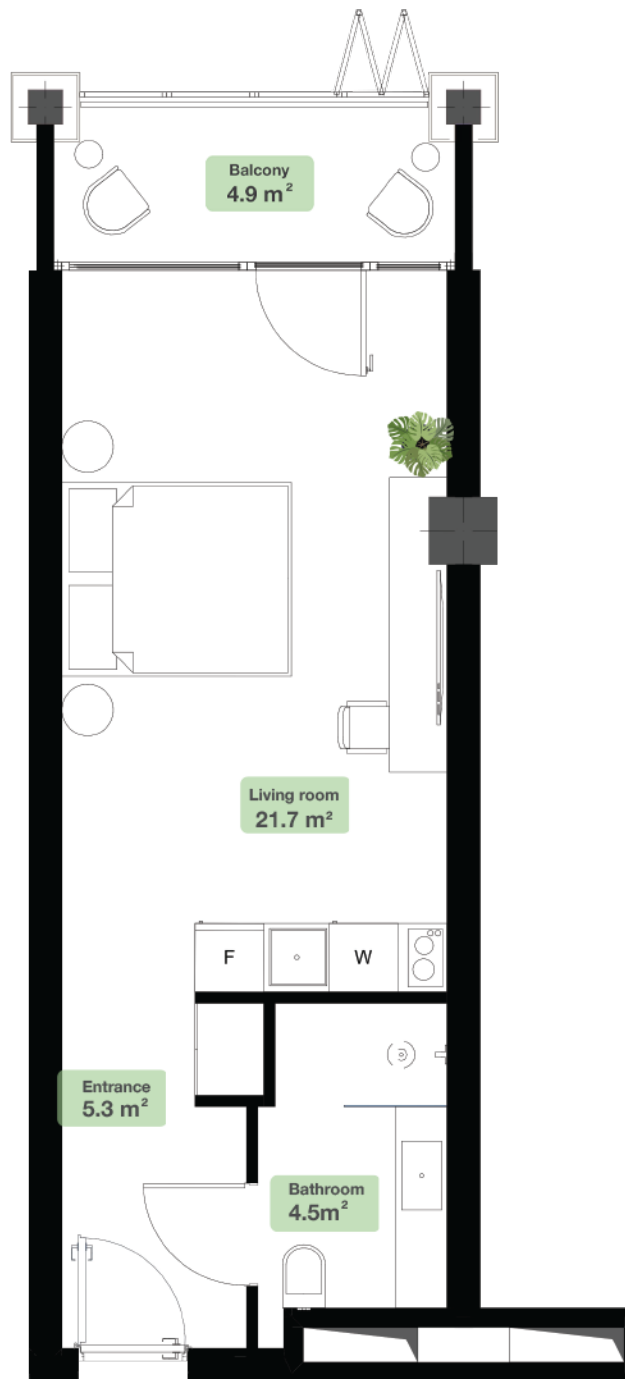 Balcony
4.9 m²
Living room
21.7 m²
F
W
Entrance
5.3 m²
Bathroom
4.5m²